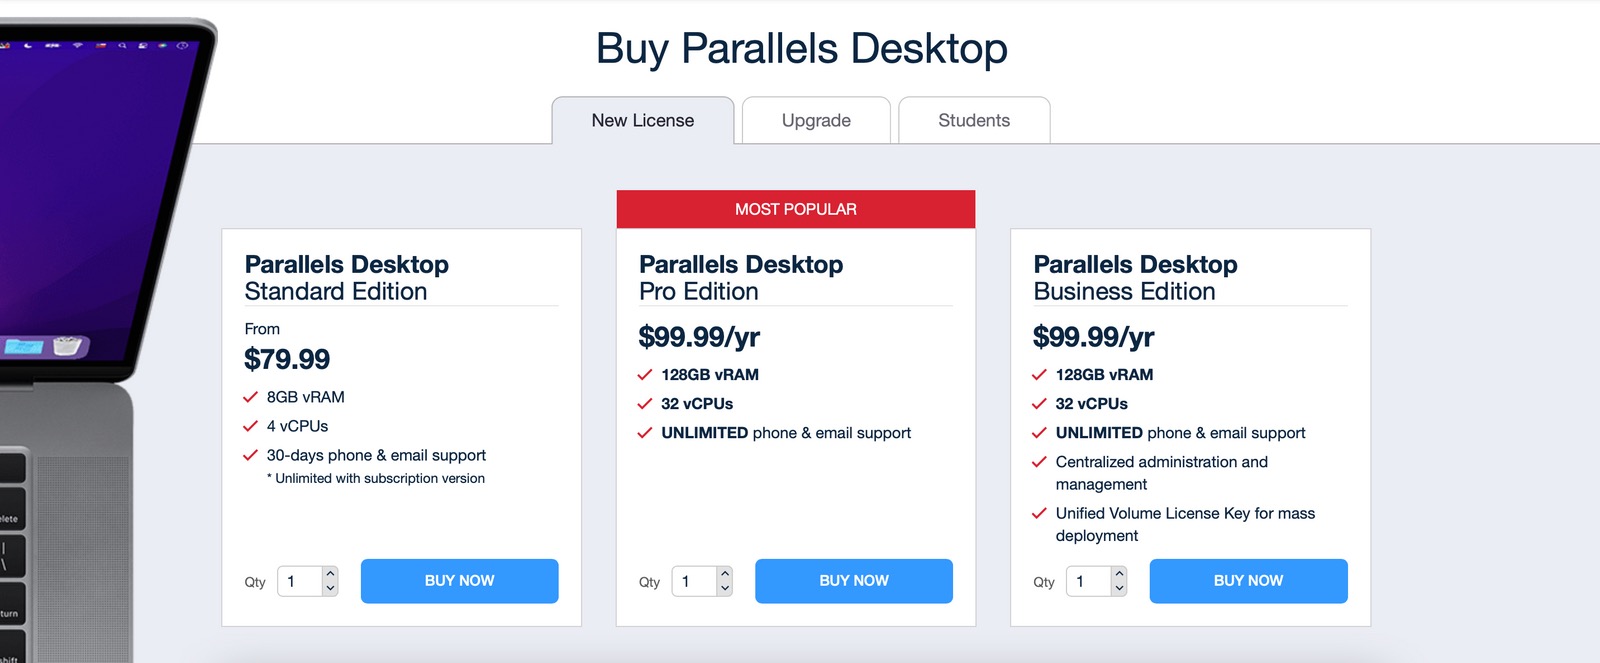 Buy Parallels Desktop
New License
Upgrade
Students
Parallels Desktop
Standard Edition
From
$79.99
8GB vRAM
4 vCPUs
30-days phone & email support
* Unlimited with subscription version
Qty
1
BUY NOW
MOST POPULAR
Parallels Desktop
Pro Edition
$99.99/yr
128GB vRAM
32 vCPUs
UNLIMITED phone & email support
Qty
1
BUY NOW
Parallels Desktop
Business Edition
$99.99/yr
128GB vRAM
32 vCPUs
UNLIMITED phone & email support
Centralized administration and
management
Unified Volume License Key for mass
deployment
Qty
1
BUY NOW
elete
|
\
turn
shift